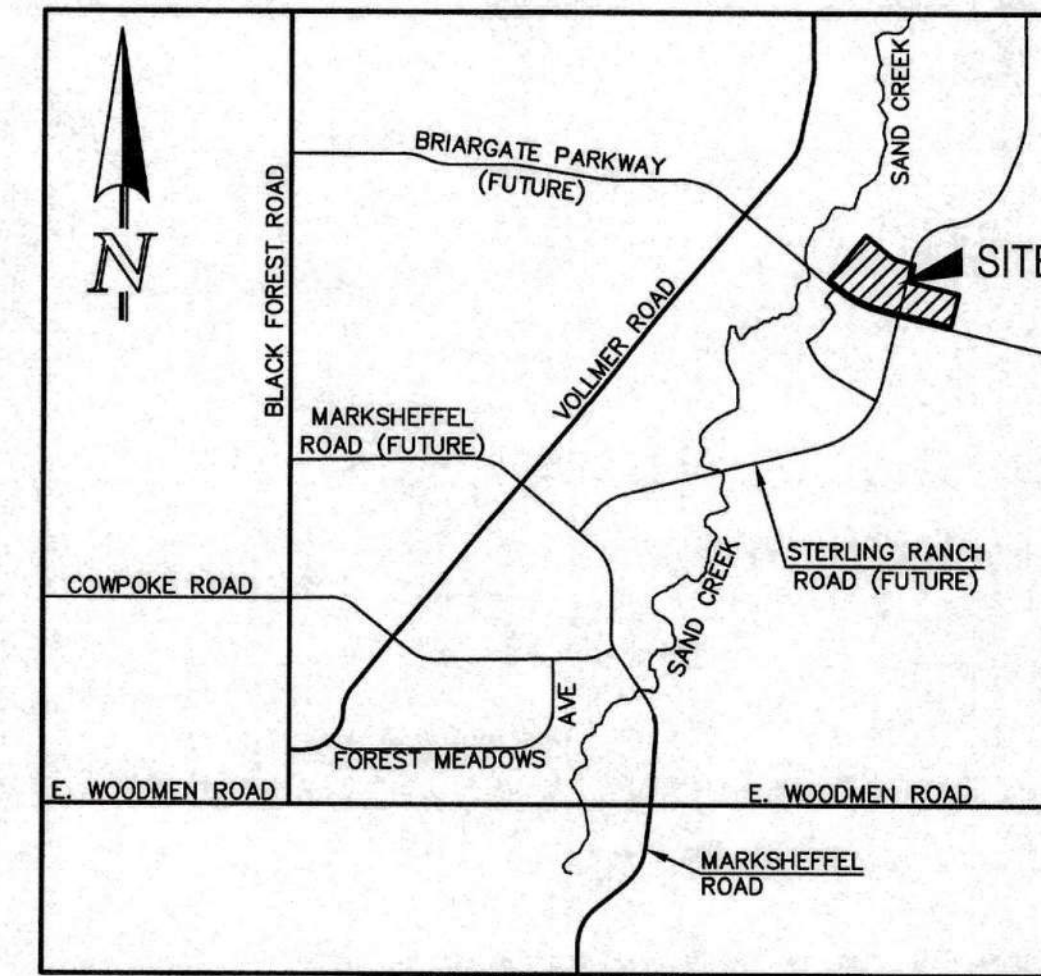 SAND CREEK
BRIARGATE PARKWAY
(FUTURE)
N
BLACK FOREST ROAD
SITE
VOLLMER ROAD
MARKSHEFFEL
ROAD (FUTURE)
STERLING RANCH
ROAD (FUTURE)
COWPOKE ROAD
SAND CREEK
AVE
FOREST MEADOWS
E. WOODMEN ROAD
E. WOODMEN ROAD
MARKSHEFFEL
ROAD